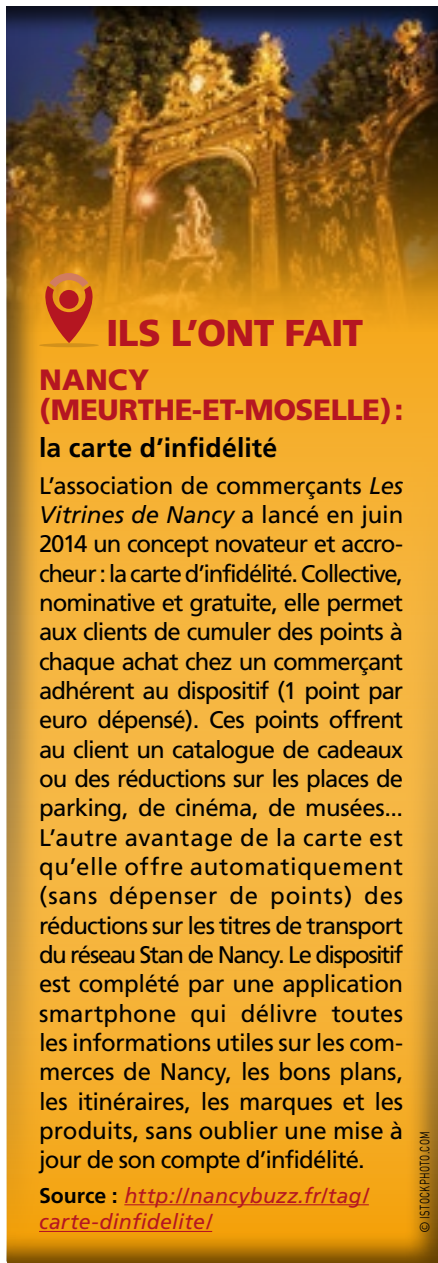 ILS L'ONT FAIT
NANCY
(MEURTHE-ET-MOSELLE) :
la carte d'infidélité
L'association de commerçants Les
Vitrines de Nancy a lancé en juin
2014 un concept novateur et accro-
cheur : la carte d'infidélité. Collective,
nominative et gratuite, elle permet
aux clients de cumuler des points à
chaque achat chez un commerçant
adhérent au dispositif (1 point par
euro dépensé). Ces points offrent
au client un catalogue de cadeaux
ou des réductions sur les places de
parking, de cinéma, de musées...
L'autre avantage de la carte est
qu'elle offre automatiquement
(sans dépenser de points) des
réductions sur les titres de transport
du réseau Stan de Nancy. Le dispositif
est complété par une application
smartphone qui délivre toutes
les informations utiles sur les com-
merces de Nancy, les bons plans,
les itinéraires, les marques et les
produits, sans oublier une mise à
jour de son compte d'infidélité.
Source : http://nancybuzz.fr/tag/
carte-dinfidelite/
© ISTOCKPHOTO.COM